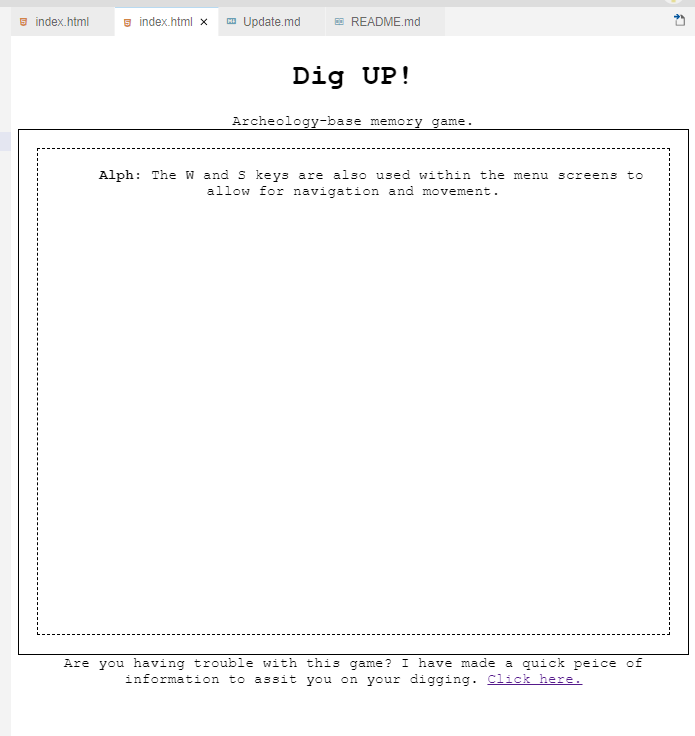 index.html index.html × Update.md README.md
Dig UP!
Archeology-base memory game.
Alph: The W and S keys are also used within the menu screens to
allow for navigation and movement.
Are you having trouble with this game? I have made a quick peice of
information to assit you on your digging. Click here.